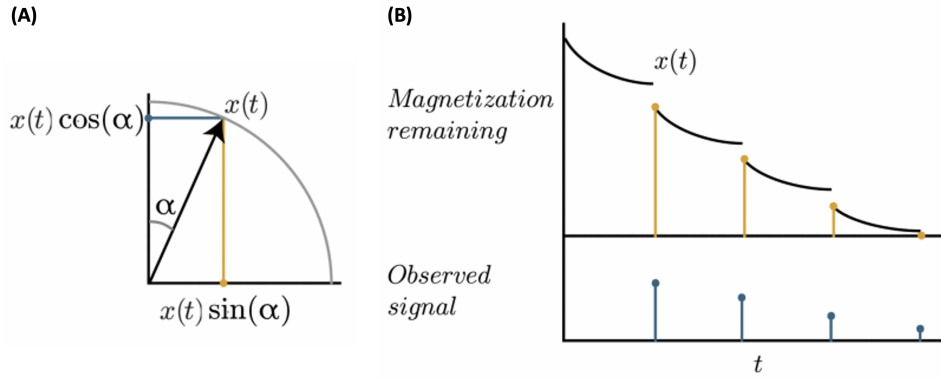 (A)
x(t)
x(t) cos(α)
α
x(t) sin(α)
(B)
x(t)
Magnetization
remaining
Observed
signal
t